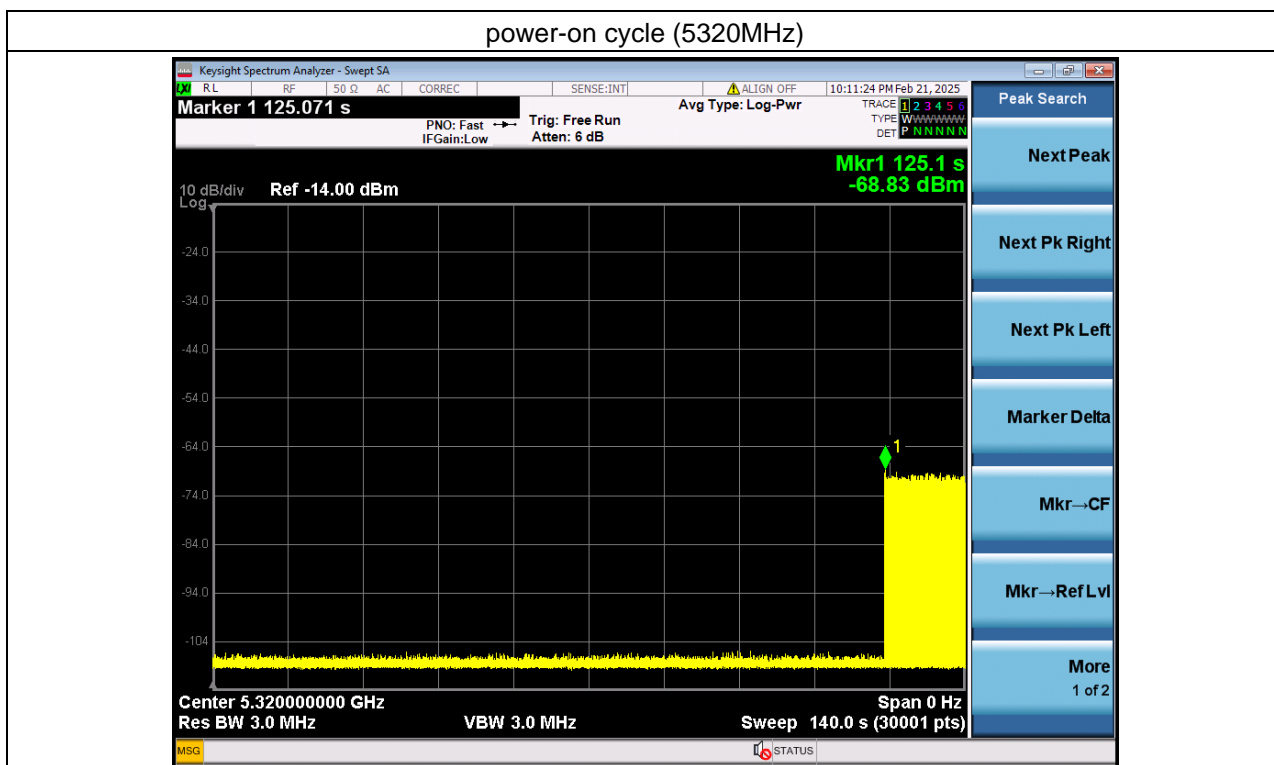 power-on cycle (5320MHz)
Keysight Spectrum Analyzer - Swept SA
LXI RL RF 50 Ω AC CORREC SENSE:INT ALIGN OFF 10:11:24 PM Feb 21, 2025
Marker 1 125.071 s
PNO: Fast
IFGain:Low
Trig: Free Run
Atten: 6 dB
Avg Type: Log-Pwr
TRACE 1 2 3 4 5 6
TYPE WWWWWWW
DET P N N N N N
Peak Search
Mkr1 125.1 s
-68.83 dBm
10 dB/div Ref -14.00 dBm
Log
-24.0
-34.0
-44.0
-54.0
-64.0
-74.0
-84.0
-94.0
-104
1
Center 5.320000000 GHz Span 0 Hz
Res BW 3.0 MHz VBW 3.0 MHz Sweep 140.0 s (30001 pts)
Next Peak
Next Pk Right
Next Pk Left
Marker Delta
Mkr→CF
Mkr→Ref Lvl
More
1 of 2
MSG STATUS